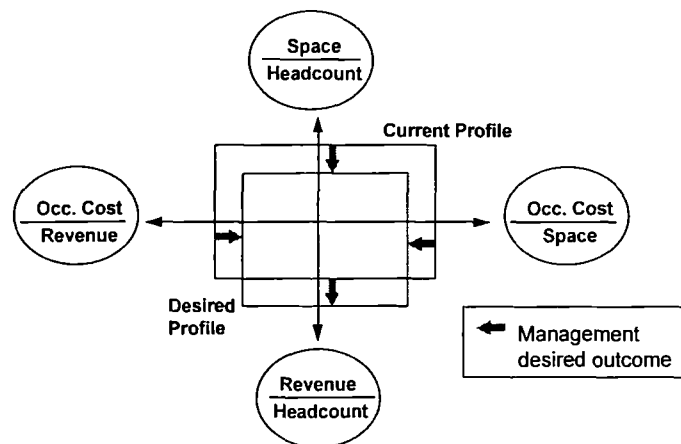 Space
Headcount
Current Profile
Occ. Cost
Revenue
Occ. Cost
Space
Desired
Profile
Management
desired outcome
Revenue
Headcount